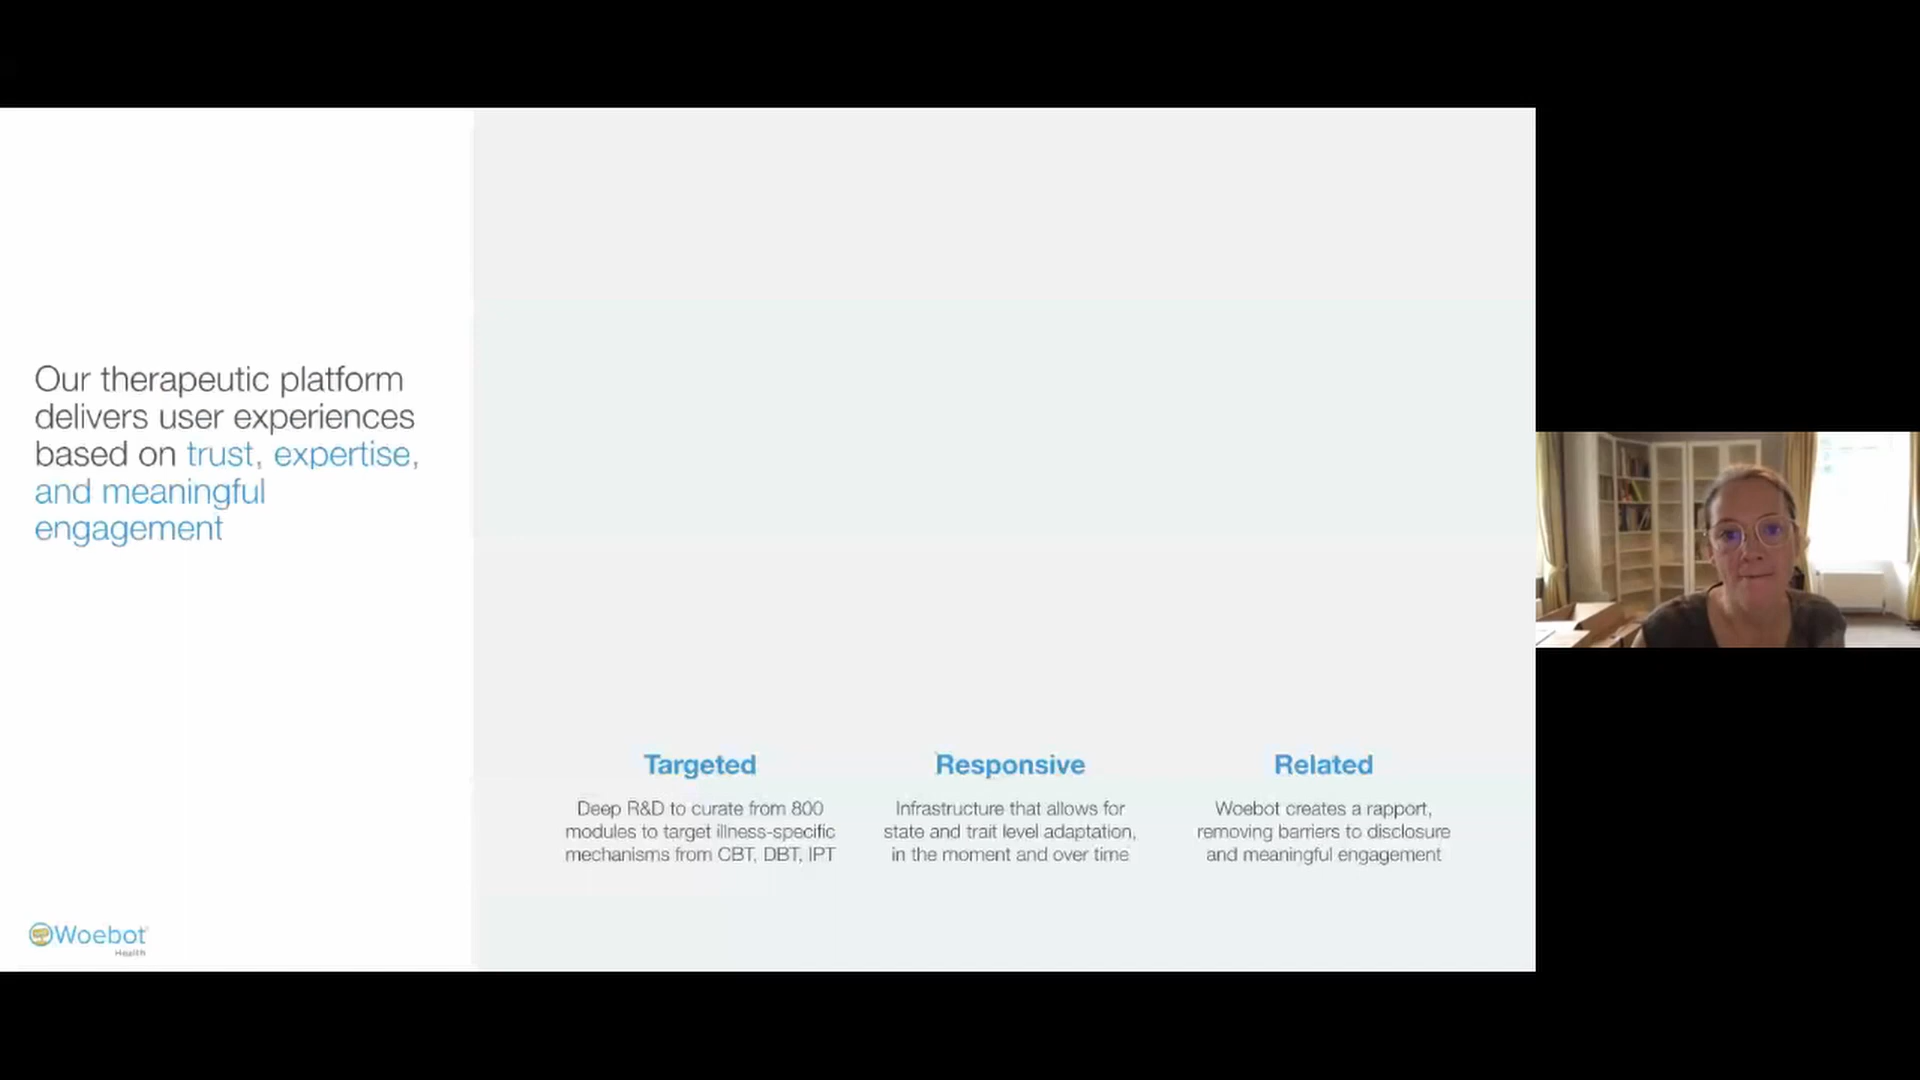 Our therapeutic platform
delivers user experiences
based on trust, expertise,
and meaningful
engagement
Targeted
Deep R&D to curate from 800
modules to target illness-specific
mechanisms from CBT, DBT, IPT
Responsive
Infrastructure that allows for
state and trait level adaptation,
in the moment and over time
Related
Woebot creates a rapport,
removing barriers to disclosure
and meaningful engagement
Woebot
Health